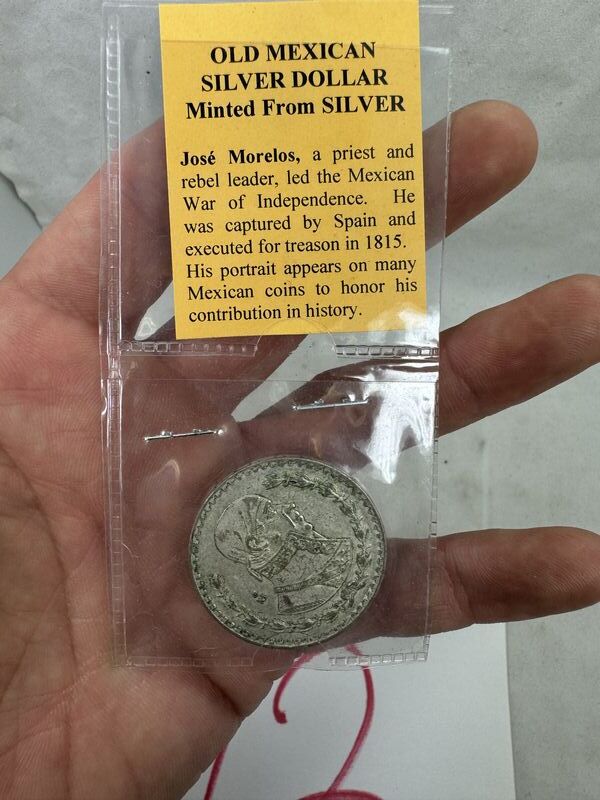 OLD MEXICAN
SILVER DOLLAR
Minted From SILVER
José Morelos, a priest and
rebel leader, led the Mexican
War of Independence. He
was captured by Spain and
executed for treason in 1815.
His portrait appears on many
Mexican coins to honor his
contribution in history.